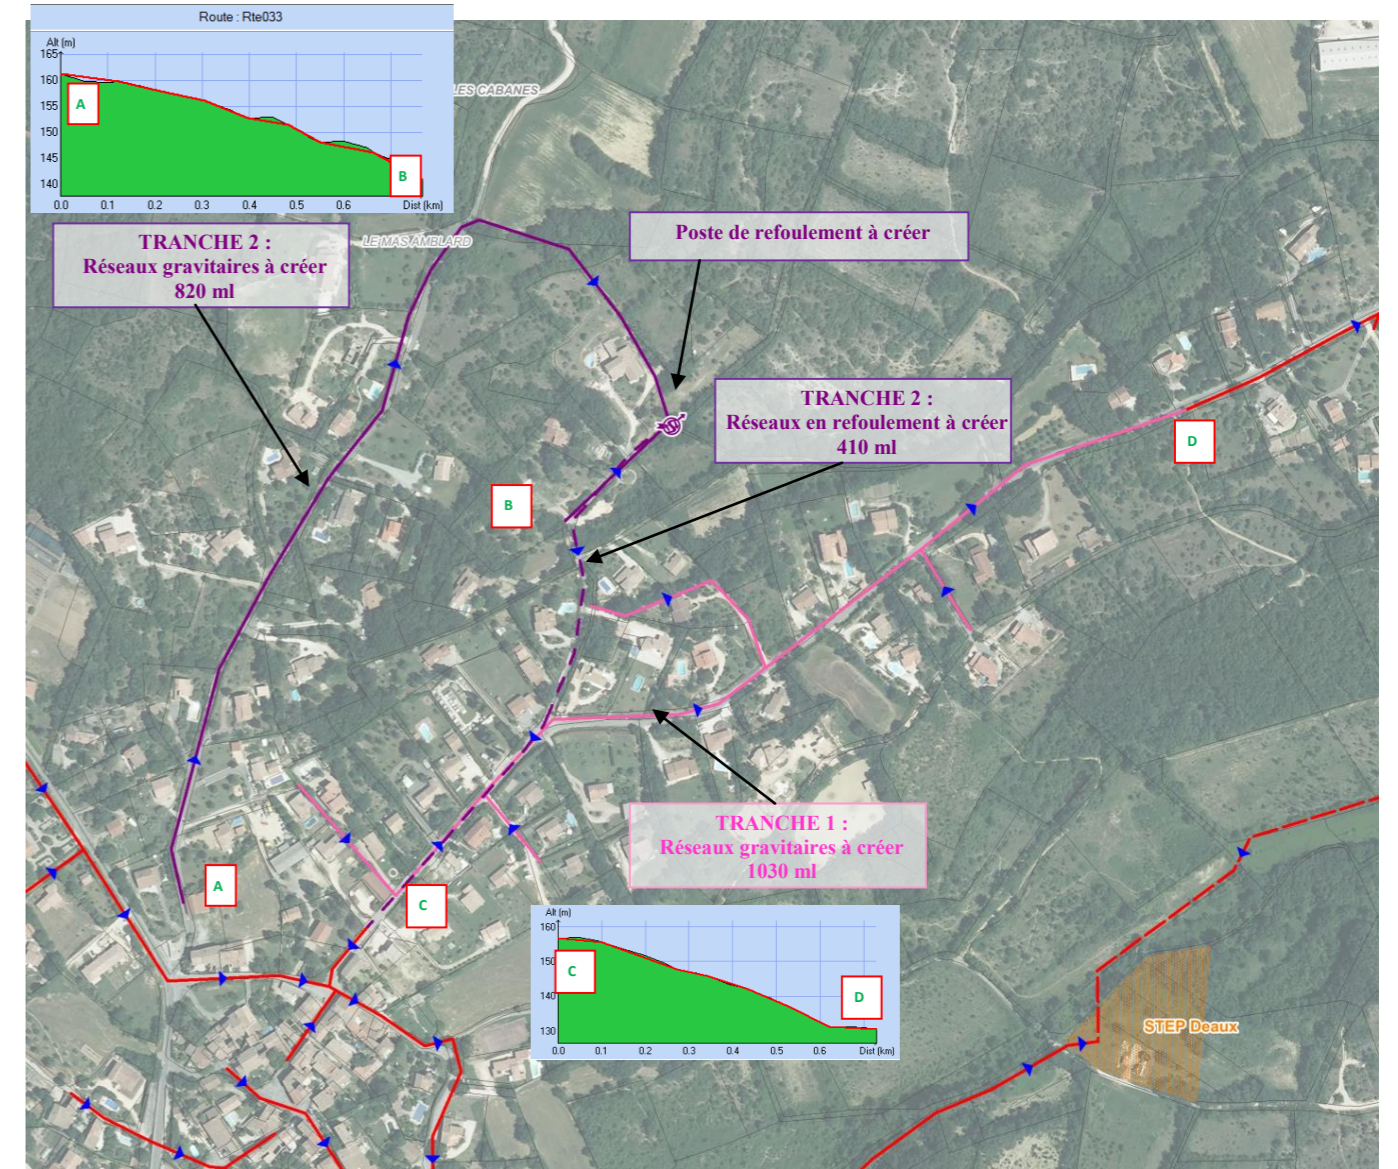 Route : Rte033
Alt (m)
165
160
155
150
145
140
A
B
0.0 0.1 0.2 0.3 0.4 0.5 0.6 Dist (km)
LES CABANES
TRANCHE 2 :
Réseaux gravitaires à créer
820 ml
LE MAS AMBLARD
Poste de refoulement à créer
TRANCHE 2 :
Réseaux en refoulement à créer
410 ml
D
B
TRANCHE 1 :
Réseaux gravitaires à créer
1030 ml
A
C
Alt (m)
160
150
140
130
C
D
0.0 0.1 0.2 0.3 0.4 0.5 0.6 Dist (km)
STEP Deaux